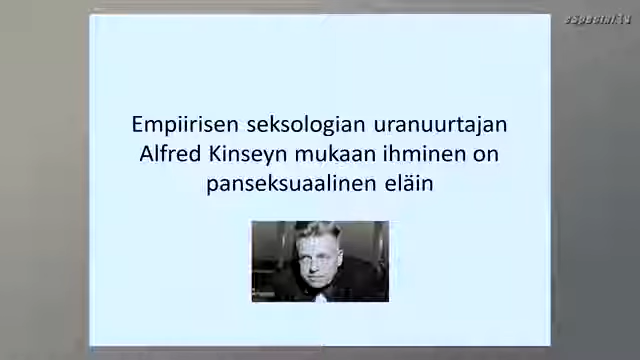 Empiirisen seksologian uranuurtajan
Alfred Kinseyn mukaan ihminen on
panseksuaalinen eläin